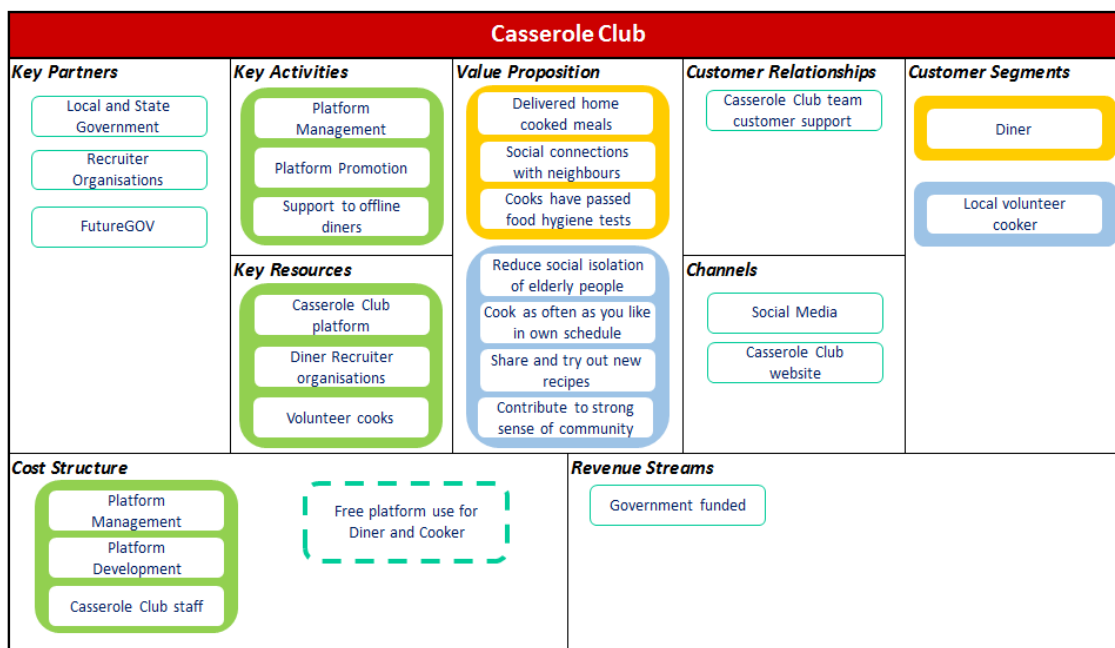 Casserole Club
Key Partners
Local and State
Government
Recruiter
Organisations
FutureGOV
Key Activities
Platform
Management
Platform Promotion
Support to offline
diners
Key Resources
Casserole Club
platform
Diner Recruiter
organisations
Volunteer cooks
Value Proposition
Delivered home
cooked meals
Social connections
with neighbours
Cooks have passed
food hygiene tests
Reduce social isolation
of elderly people
Cook as often as you like
in own schedule
Share and try out new
recipes
Contribute to strong
sense of community
Customer Relationships
Casserole Club team
customer support
Channels
Social Media
Casserole Club
website
Customer Segments
Diner
Local volunteer
cooker
Cost Structure
Platform
Management
Platform
Development
Casserole Club staff
Free platform use for
Diner and Cooker
Revenue Streams
Government funded